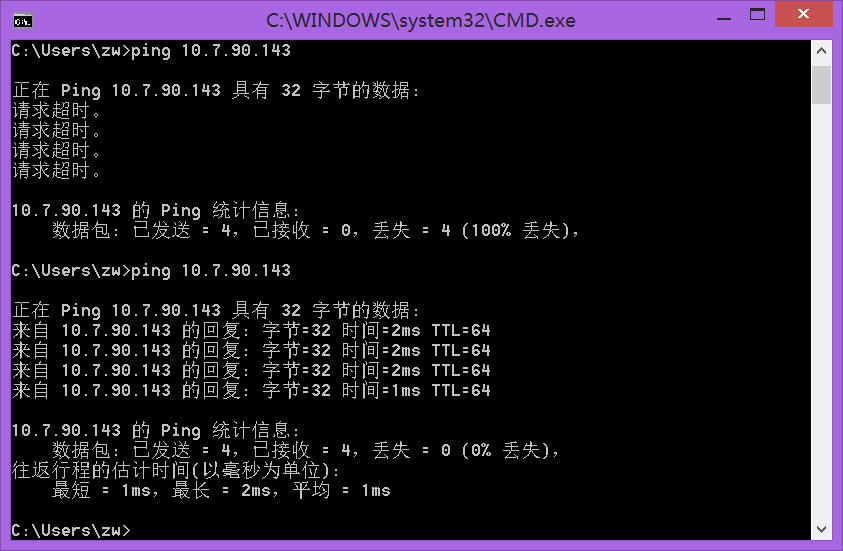 C:\WINDOWS\system32\CMD.exe
C:\Users\zw>ping 10.7.90.143
正在 Ping 10.7.90.143 具有 32 字节的数据:
请求超时。
请求超时。
请求超时。
请求超时。
10.7.90.143 的 Ping 统计信息:
    数据包: 已发送 = 4，已接收 = 0，丢失 = 4 (100% 丢失)，
C:\Users\zw>ping 10.7.90.143
正在 Ping 10.7.90.143 具有 32 字节的数据:
来自 10.7.90.143 的回复: 字节=32 时间=2ms TTL=64
来自 10.7.90.143 的回复: 字节=32 时间=2ms TTL=64
来自 10.7.90.143 的回复: 字节=32 时间=2ms TTL=64
来自 10.7.90.143 的回复: 字节=32 时间=1ms TTL=64
10.7.90.143 的 Ping 统计信息:
    数据包: 已发送 = 4，已接收 = 4，丢失 = 0 (0% 丢失)，
往返行程的估计时间(以毫秒为单位):
    最短 = 1ms，最长 = 2ms，平均 = 1ms
C:\Users\zw>